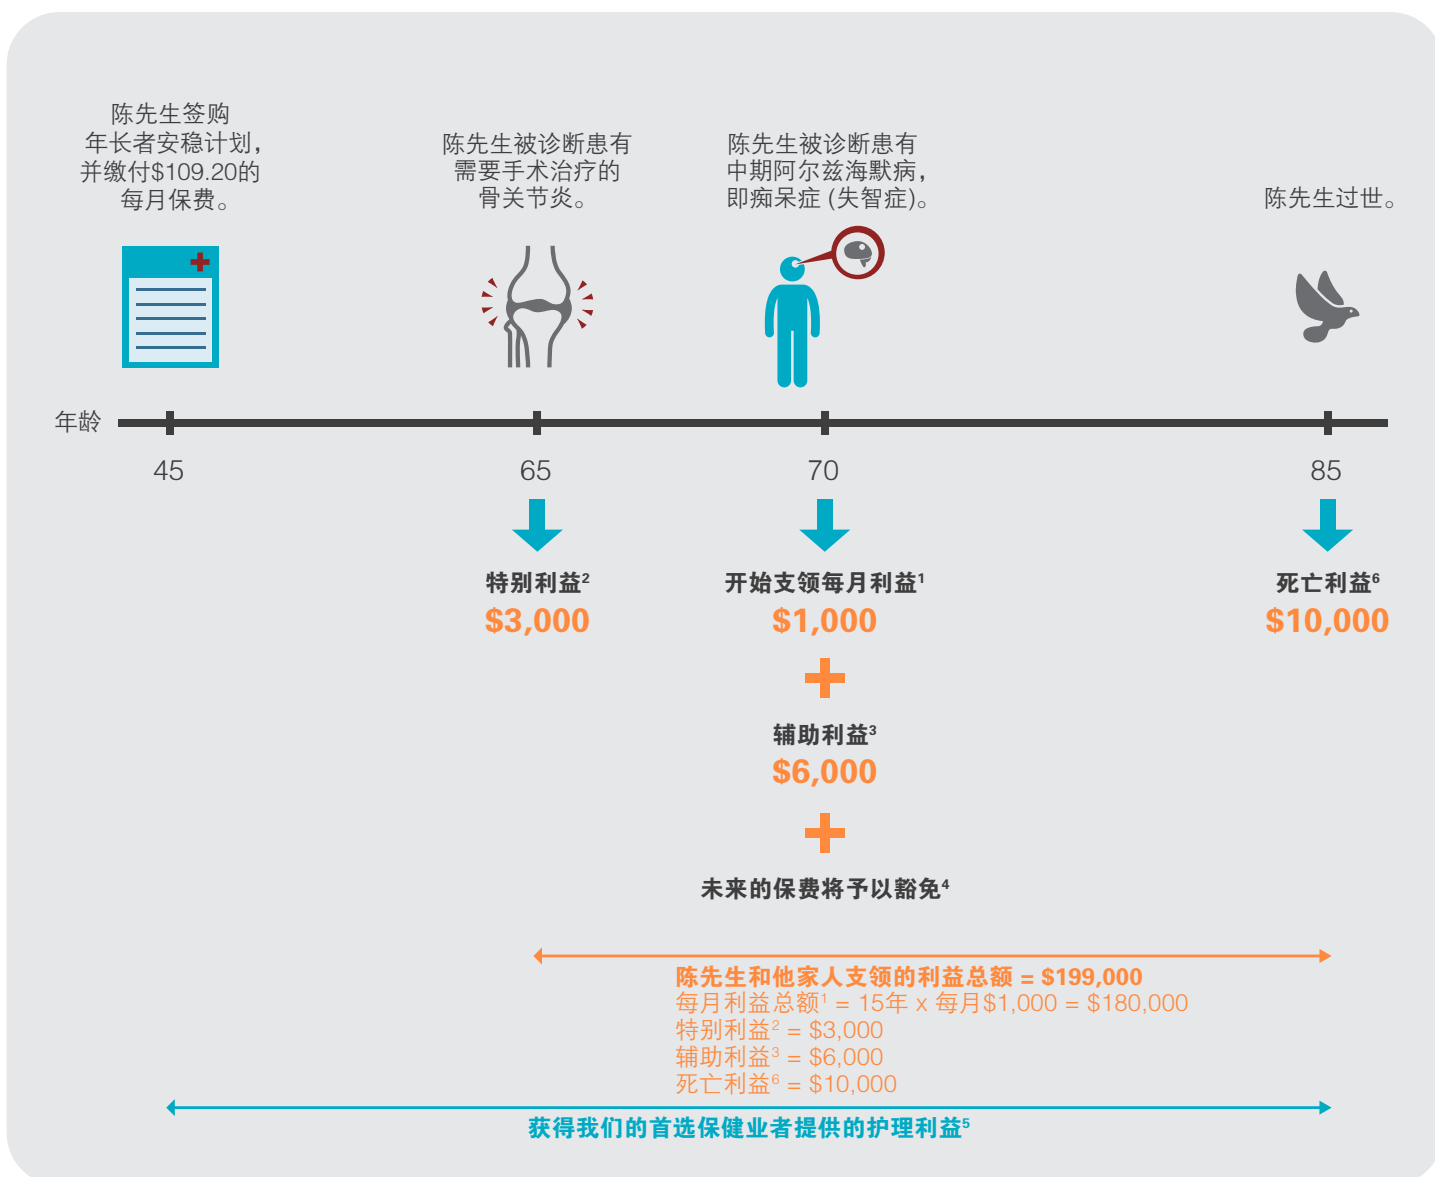 陈先生签购
年长者安稳计划，
并缴付$109.20的
每月保费。
陈先生被诊断患有
需要手术治疗的
骨关节炎。
陈先生被诊断患有
中期阿尔兹海默病，
即痴呆症 (失智症)。
陈先生过世。
年龄
45
65
70
85
特别利益²
$3,000
开始支领每月利益¹
$1,000
辅助利益³
$6,000
未来的保费将予以豁免⁴
死亡利益⁶
$10,000
陈先生和他家人支领的利益总额 = $199,000
每月利益总额¹ = 15年 x 每月$1,000 = $180,000
特别利益² = $3,000
辅助利益³ = $6,000
死亡利益⁶ = $10,000
获得我们的首选保健业者提供的护理利益⁵